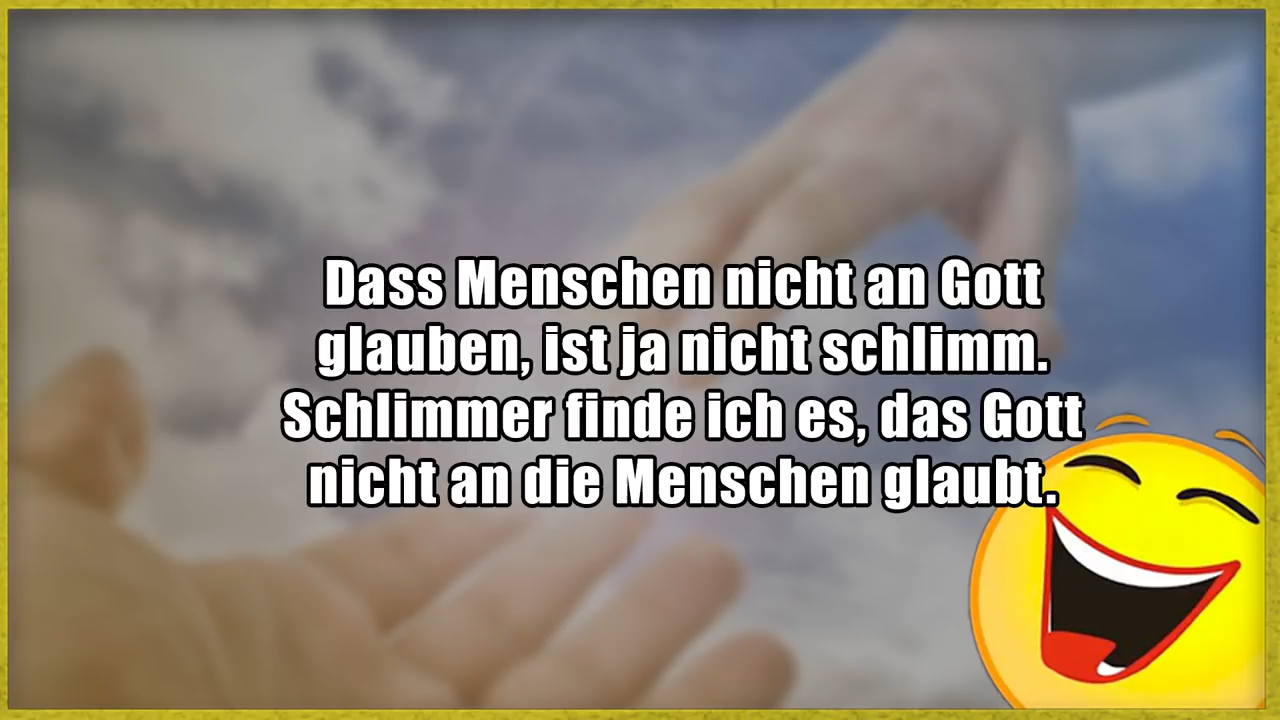 Dass Menschen nicht an Gott
glauben, ist ja nicht schlimm.
Schlimmer finde ich es, das Gott
nicht an die Menschen glaubt.